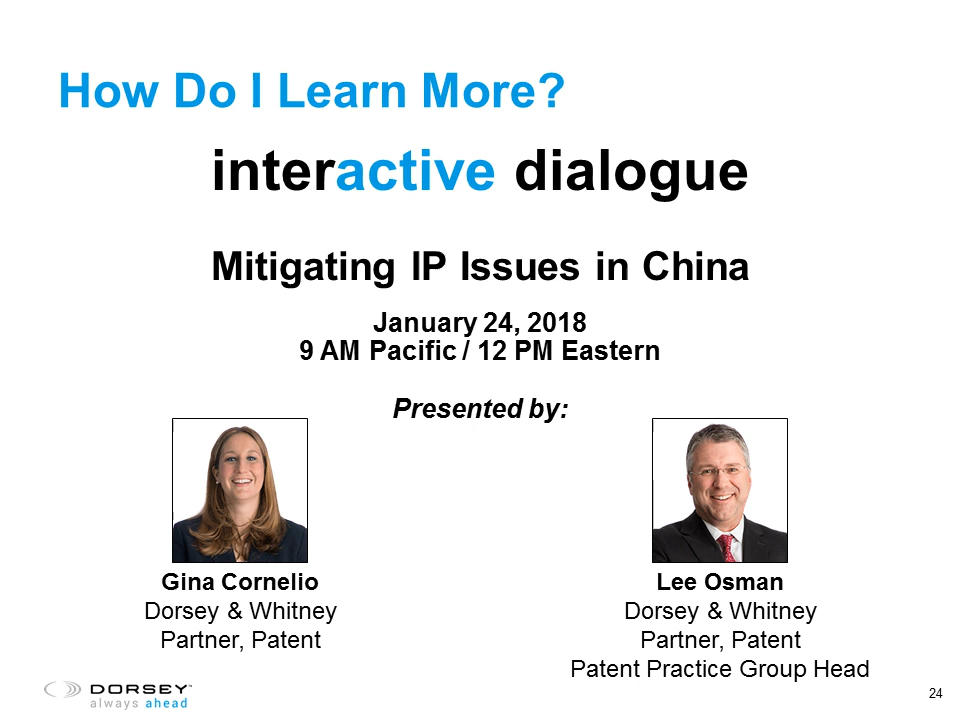 How Do I Learn More?
interactive dialogue
Mitigating IP Issues in China
January 24, 2018
9 AM Pacific / 12 PM Eastern
Presented by:
Gina Cornelio
Dorsey & Whitney
Partner, Patent
Lee Osman
Dorsey & Whitney
Partner, Patent
Patent Practice Group Head
DORSEY™
always ahead
24